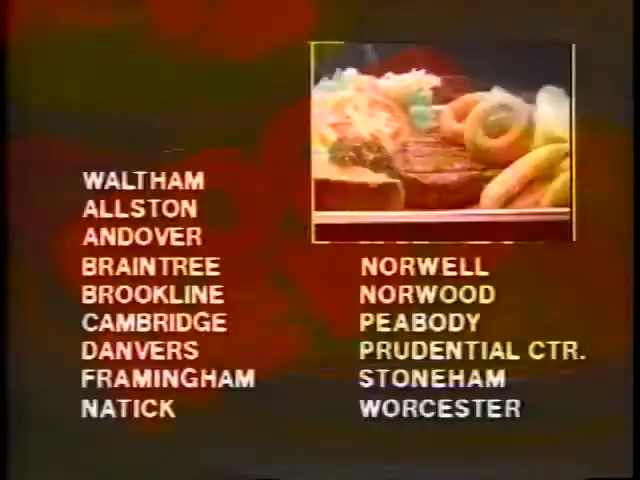 WALTHAM
ALLSTON
ANDOVER
BRAINTREE
BROOKLINE
CAMBRIDGE
DANVERS
FRAMINGHAM
NATICK
NORWELL
NORWOOD
PEABODY
PRUDENTIAL CTR.
STONEHAM
WORCESTER